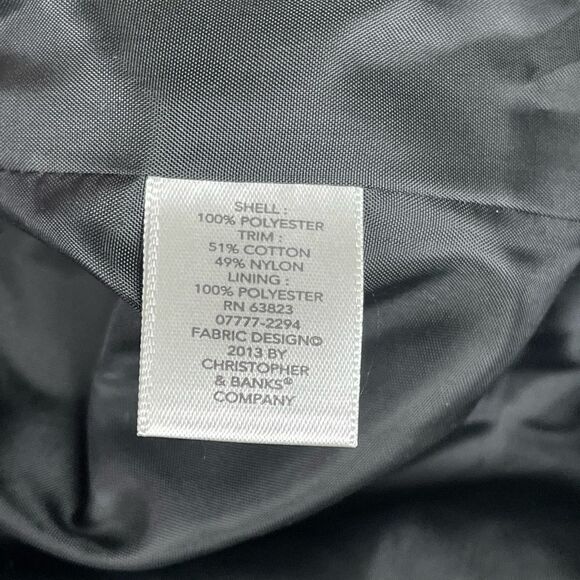 SHELL :
100% POLYESTER
TRIM :
51% COTTON
49% NYLON
LINING :
100% POLYESTER
RN 63823
07777-2294
FABRIC DESIGN©
2013 BY
CHRISTOPHER
& BANKS®
COMPANY